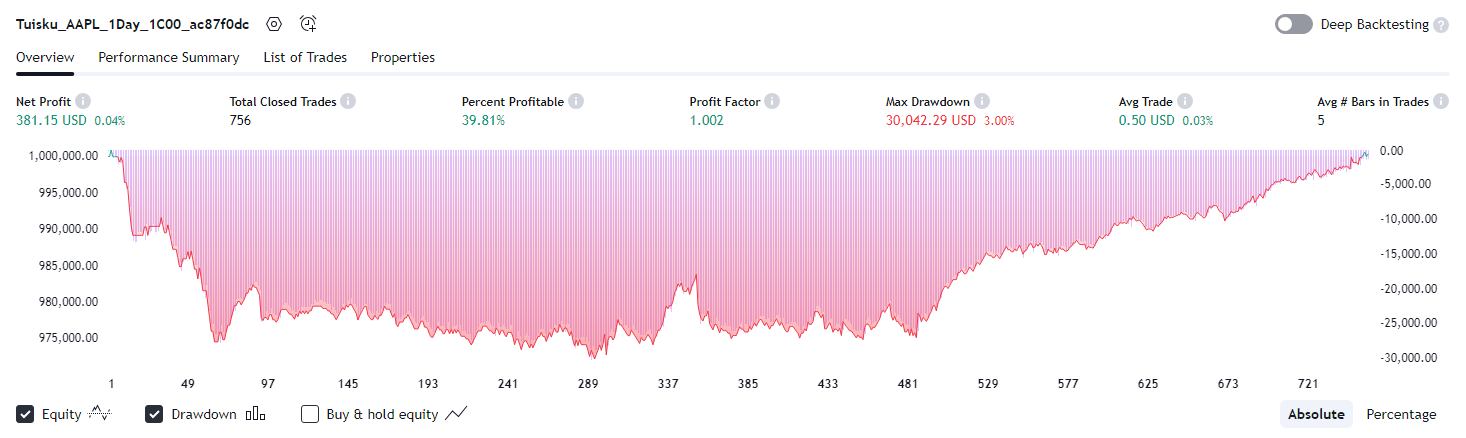 Tuisku_AAPL_1Day_1C00_ac87f0dc
Deep Backtesting ?
Overview Performance Summary List of Trades Properties
Net Profit Total Closed Trades Percent Profitable Profit Factor Max Drawdown Avg Trade Avg # Bars in Trades
381.15 USD 0.04% 756 39.81% 1.002 30,042.29 USD 3.00% 0.50 USD 0.03% 5
1,000,000.00
995,000.00
990,000.00
985,000.00
980,000.00
975,000.00
0.00
-5,000.00
-10,000.00
-15,000.00
-20,000.00
-25,000.00
-30,000.00
1 49 97 145 193 241 289 337 385 433 481 529 577 625 673 721
Equity Drawdown Buy & hold equity Absolute Percentage